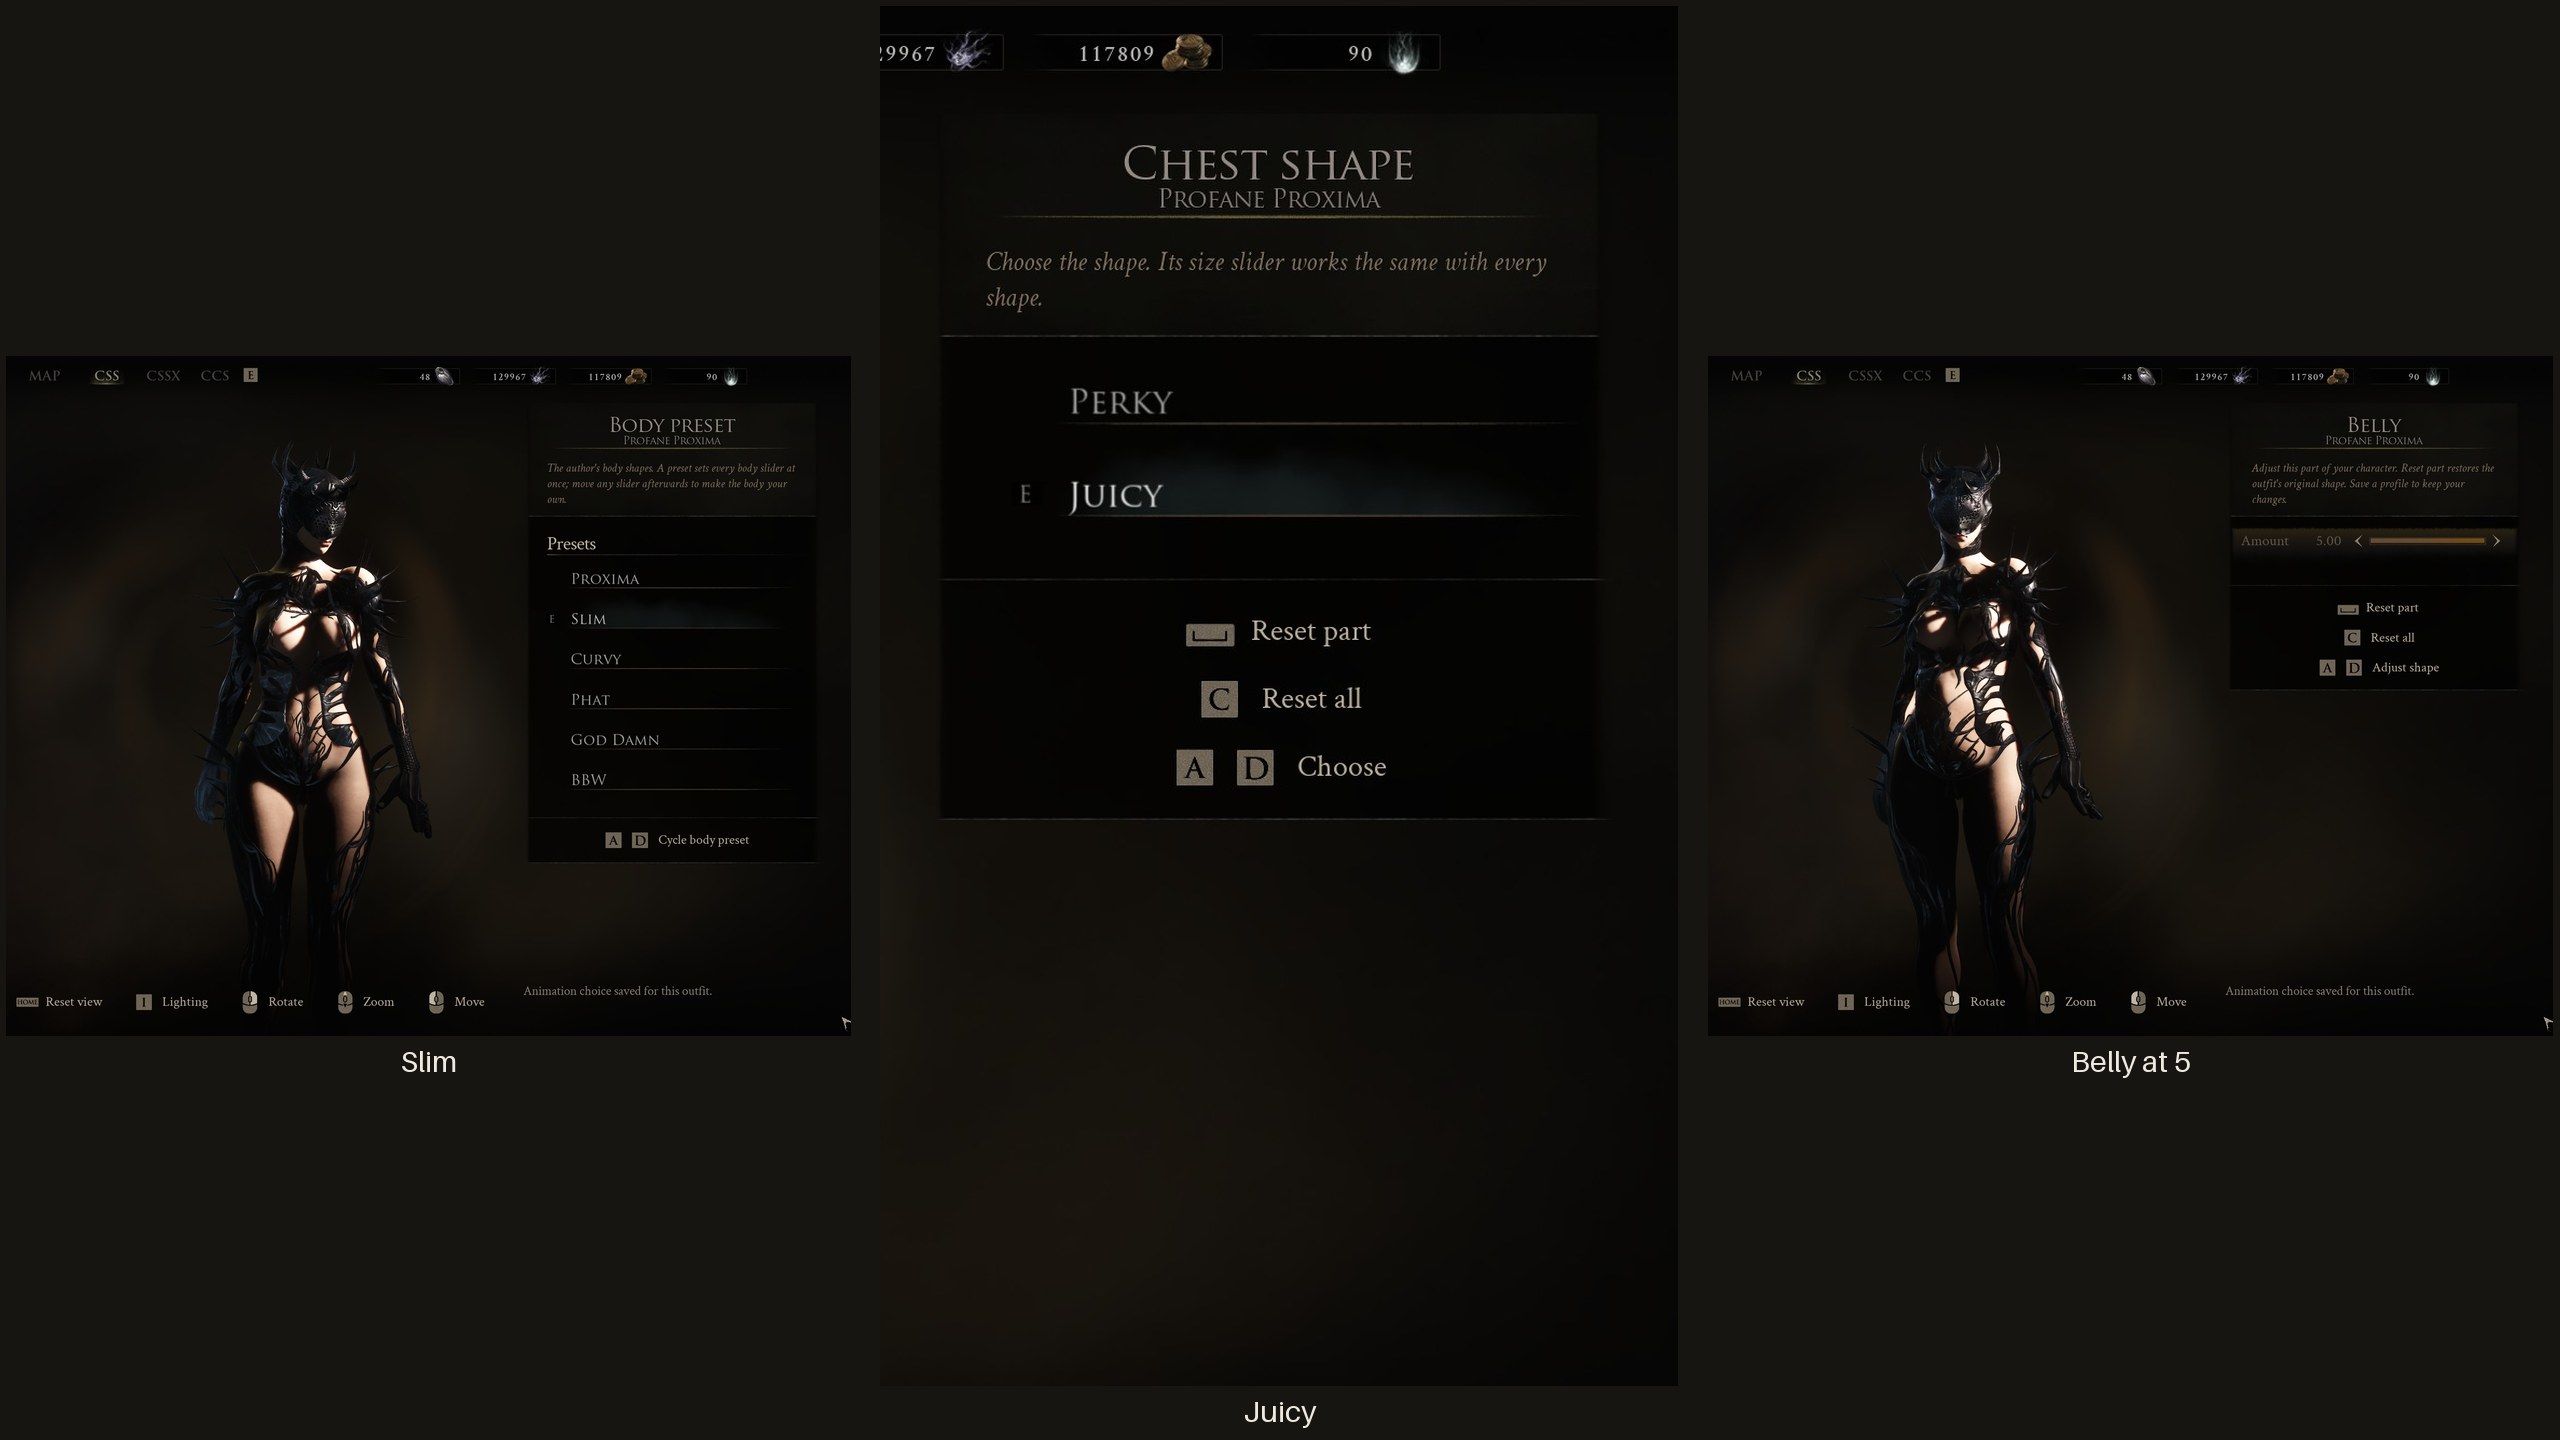 MAP CSS CSSX CCS E 48 129967 117809 90
BODY PRESET
PROFANE PROXIMA
The author's body shapes. A preset sets every body slider at
once; move any slider afterwards to make the body your
own.
Presets
PROXIMA
E SLIM
CURVY
PHAT
GOD DAMN
BBW
A D Cycle body preset
Animation choice saved for this outfit.
HOME Reset view I Lighting Rotate Zoom Move
Slim
29967 117809 90
CHEST SHAPE
PROFANE PROXIMA
Choose the shape. Its size slider works the same with every
shape.
PERKY
E JUICY
Reset part
C Reset all
A D Choose
Juicy
MAP CSS CSSX CCS E 48 129967 117809 90
BELLY
PROFANE PROXIMA
Adjust this part of your character. Reset part restores the
outfit's original shape. Save a profile to keep your
changes.
Amount 5.00
Reset part
C Reset all
A D Adjust shape
Animation choice saved for this outfit.
HOME Reset view I Lighting Rotate Zoom Move
Belly at 5